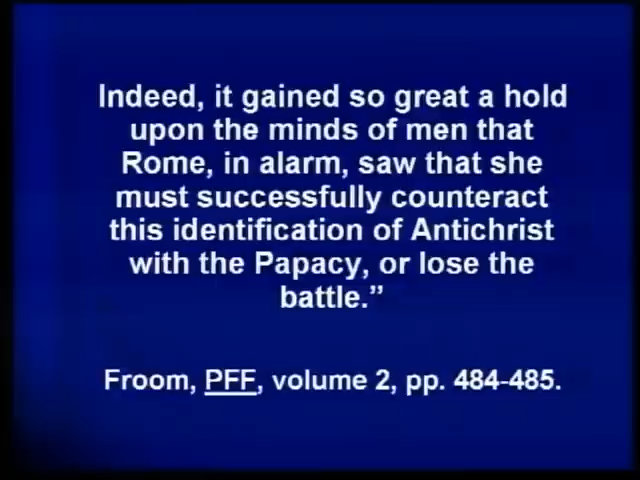 Indeed, it gained so great a hold
upon the minds of men that
Rome, in alarm, saw that she
must successfully counteract
this identification of Antichrist
with the Papacy, or lose the
battle.”
Froom, PFF, volume 2, pp. 484-485.